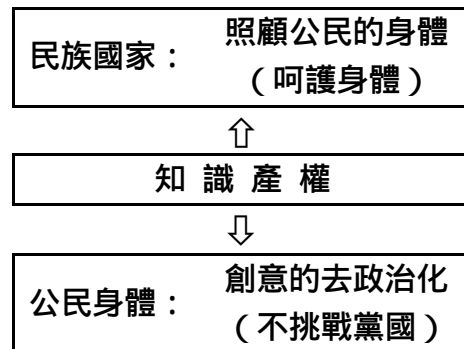 照顧公民的身體
民族國家：
（呵護身體）
⇧
知識產權
⇩
創意的去政治化
公民身體：
（不挑戰黨國）